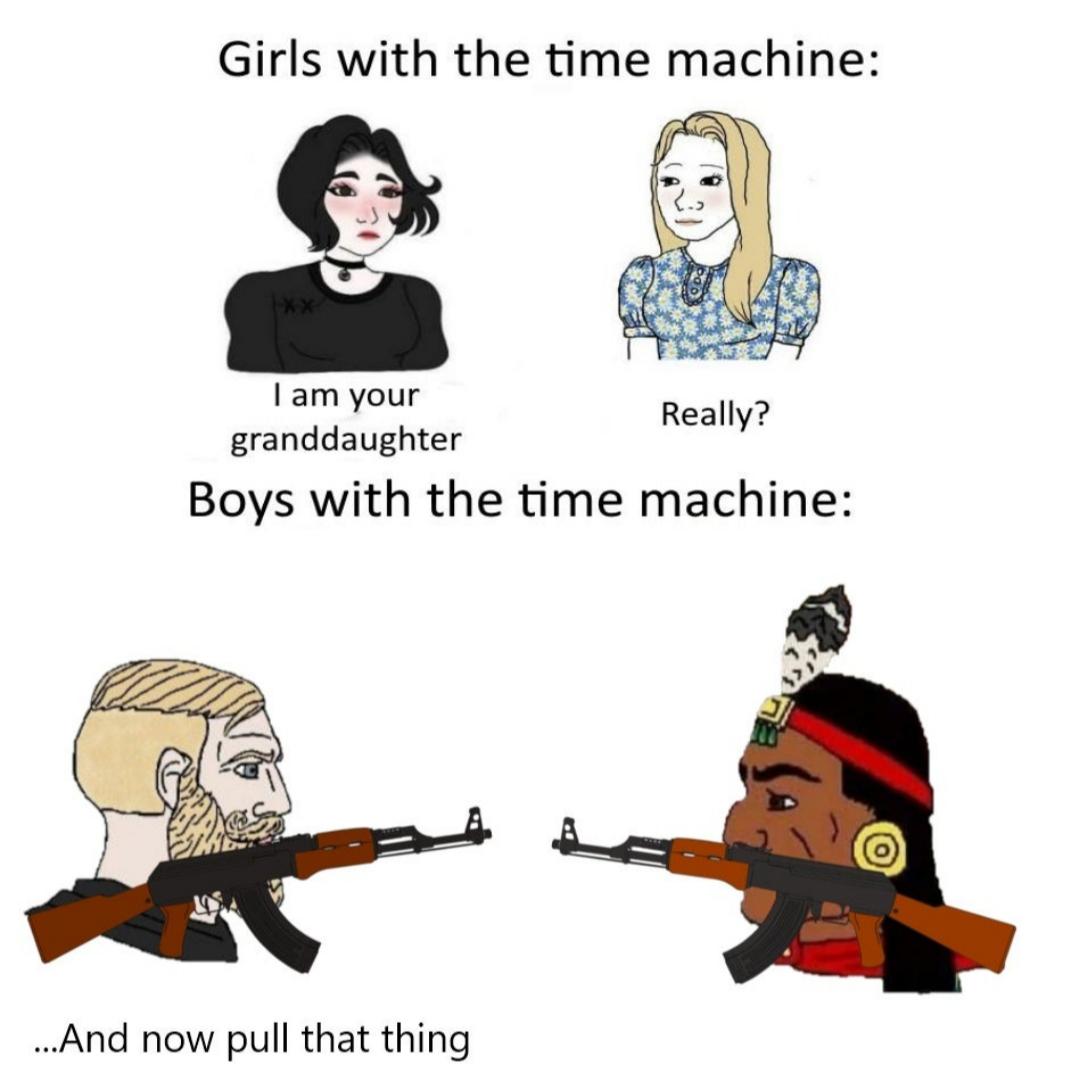 Girls with the time machine:
I am your
granddaughter
Really?
Boys with the time machine:
...And now pull that thing